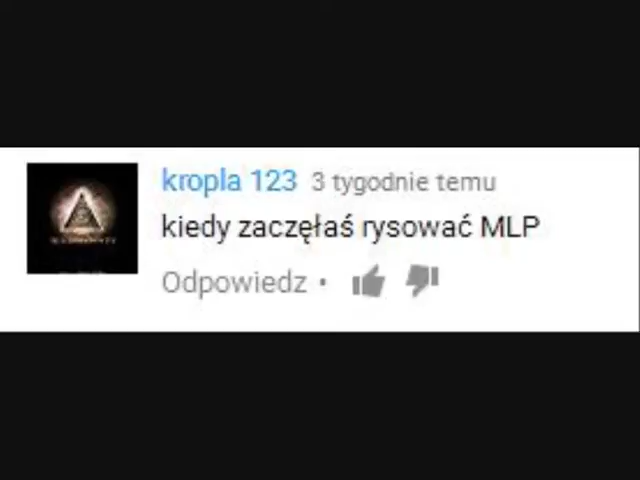 kropla 123 3 tygodnie temu
kiedy zaczęłaś rysować MLP
Odpowiedz •